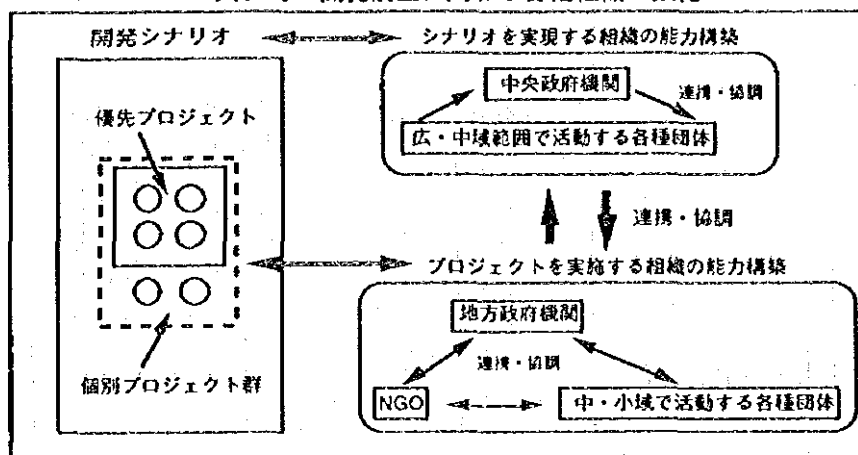 開発シナリオ
シナリオを実現する組織の能力構築
中央政府機関
連携・協調
優先プロジェクト
広・中域範囲で活動する各種団体
連携・協調
プロジェクトを実施する組織の能力構築
地方政府機関
連携・協調
個別プロジェクト群
NGO
中・小域で活動する各種団体